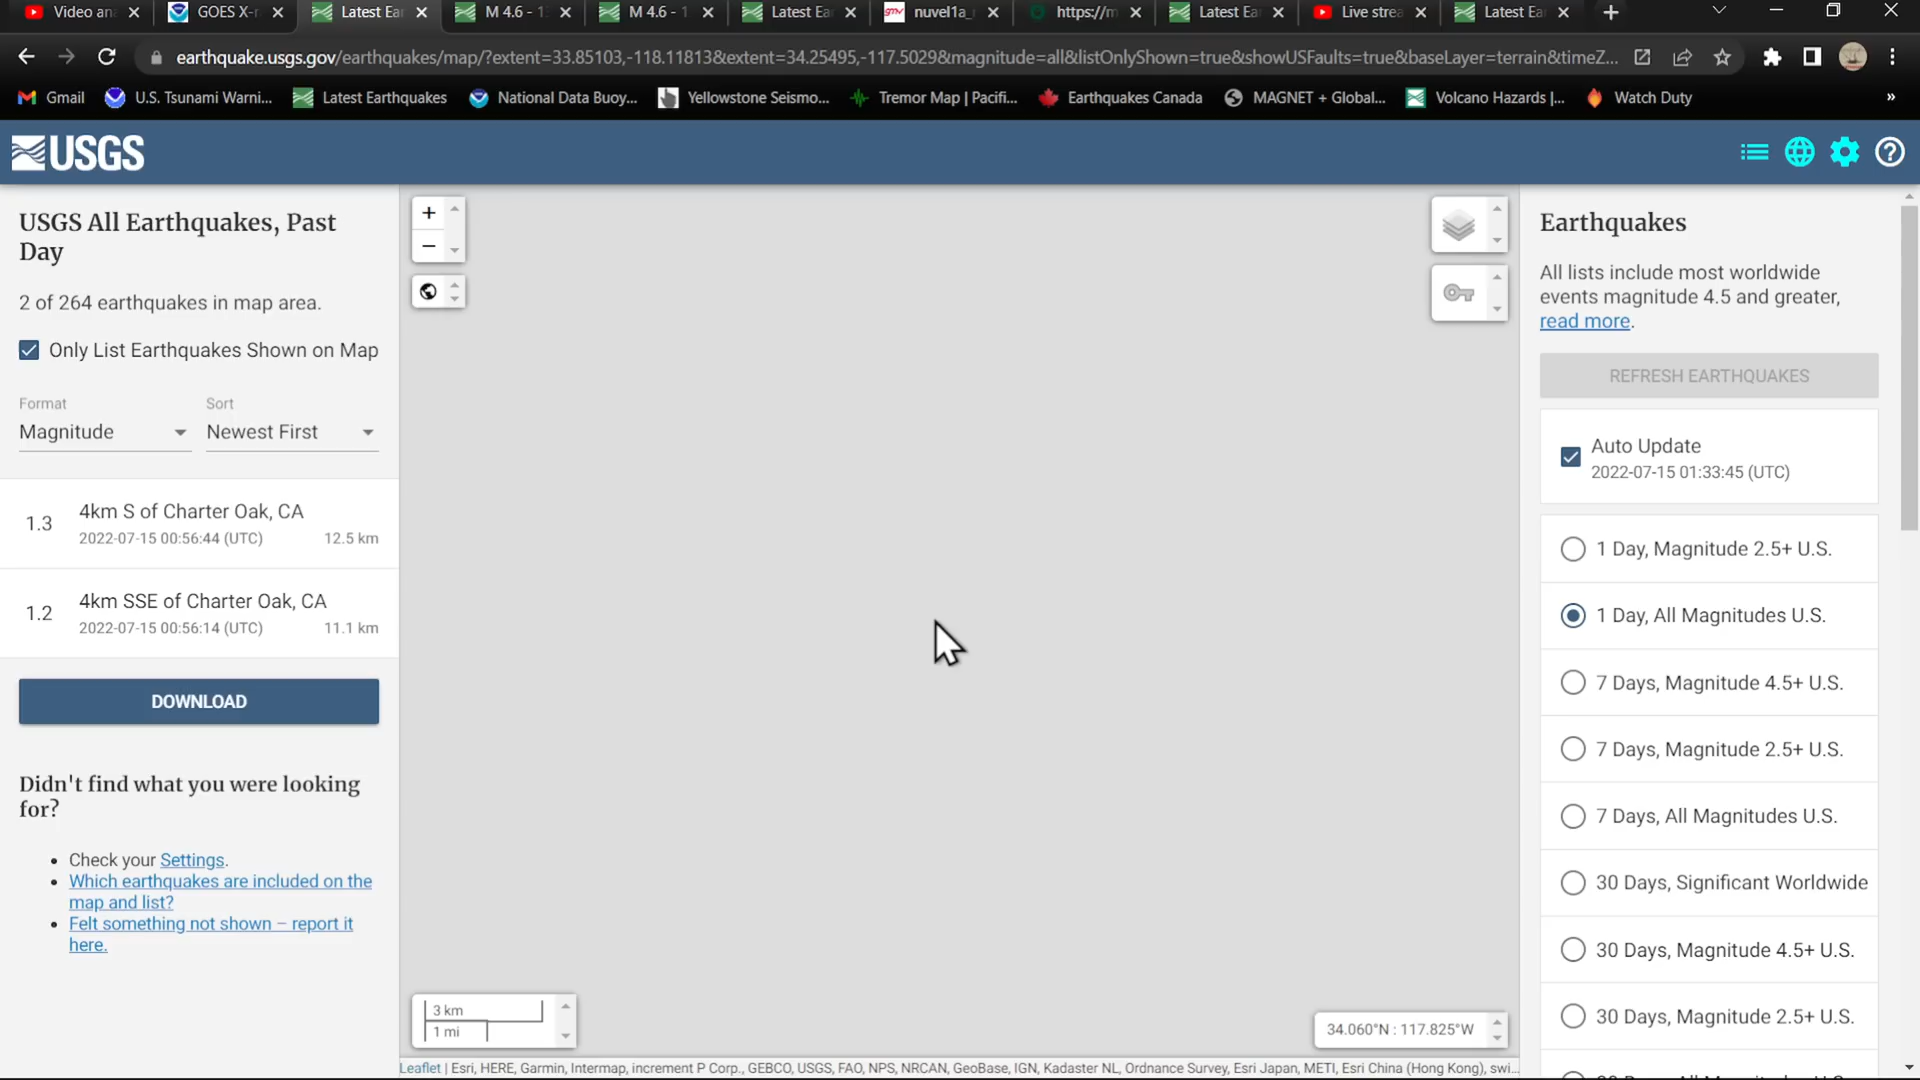 Video an
GOES X-r
Latest Ea
M 4.6 - 1
M 4.6 - 1
Latest Ea
nuvel1a_
https://m
Latest Ea
Live strea
Latest Ea
earthquake.usgs.gov/earthquakes/map/?extent=33.85103,-118.11813&extent=34.25495,-117.5029&magnitude=all&listOnlyShown=true&showUSFaults=true&baseLayer=terrain&timeZ...
Gmail
U.S. Tsunami Warni...
Latest Earthquakes
National Data Buoy...
Yellowstone Seismo...
Tremor Map | Pacifi...
Earthquakes Canada
MAGNET + Global...
Volcano Hazards |...
Watch Duty
»
USGS
USGS All Earthquakes, Past
Day
2 of 264 earthquakes in map area.
Only List Earthquakes Shown on Map
Format
Sort
Magnitude
Newest First
1.3
4km S of Charter Oak, CA
2022-07-15 00:56:44 (UTC)
12.5 km
1.2
4km SSE of Charter Oak, CA
2022-07-15 00:56:14 (UTC)
11.1 km
DOWNLOAD
Didn't find what you were looking
for?
Check your Settings.
Which earthquakes are included on the
map and list?
Felt something not shown – report it
here.
+
−
3 km
1 mi
34.060°N : 117.825°W
Leaflet | Esri, HERE, Garmin, Intermap, increment P Corp., GEBCO, USGS, FAO, NPS, NRCAN, GeoBase, IGN, Kadaster NL, Ordnance Survey, Esri Japan, METI, Esri China (Hong Kong), swi...
Earthquakes
All lists include most worldwide
events magnitude 4.5 and greater,
read more.
REFRESH EARTHQUAKES
Auto Update
2022-07-15 01:33:45 (UTC)
1 Day, Magnitude 2.5+ U.S.
1 Day, All Magnitudes U.S.
7 Days, Magnitude 4.5+ U.S.
7 Days, Magnitude 2.5+ U.S.
7 Days, All Magnitudes U.S.
30 Days, Significant Worldwide
30 Days, Magnitude 4.5+ U.S.
30 Days, Magnitude 2.5+ U.S.